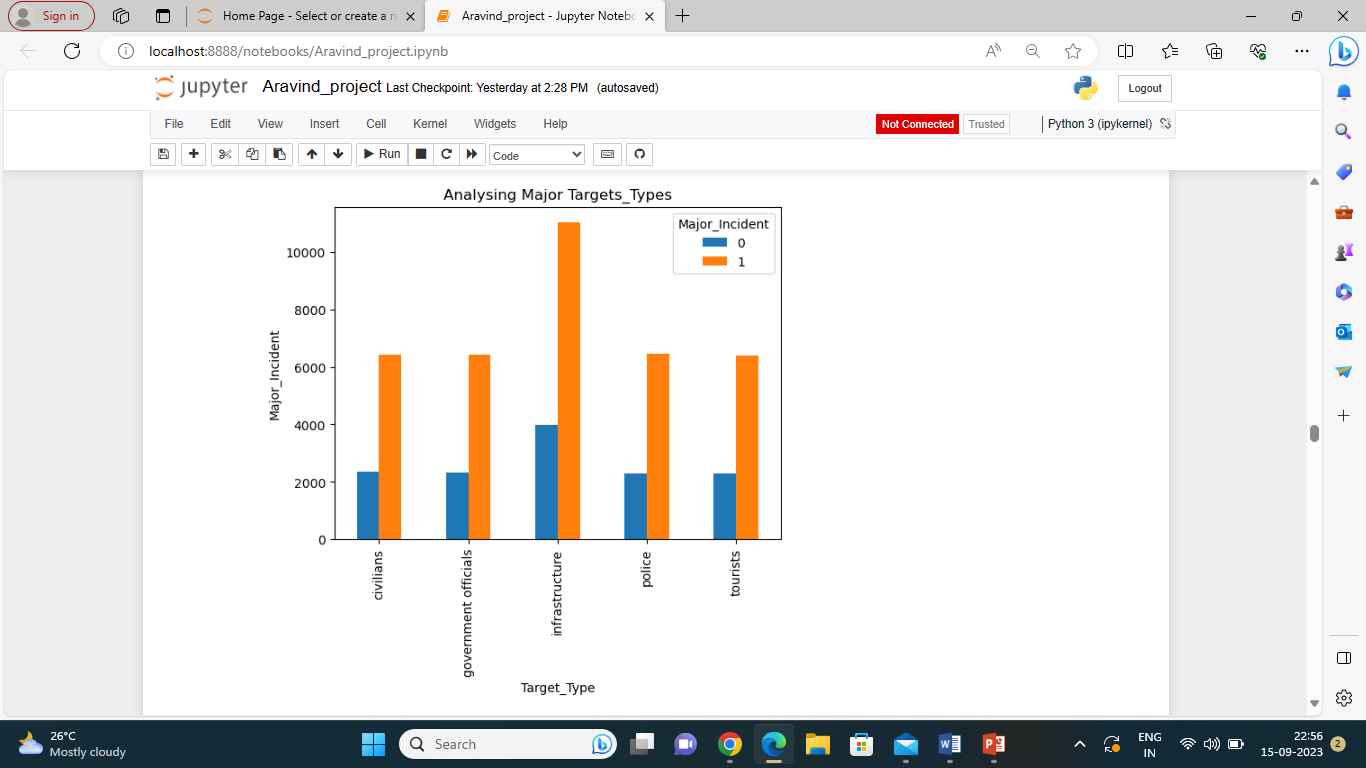 Sign in
Home Page - Select or create a n
Aravind_project - Jupyter Notebo
localhost:8888/notebooks/Aravind_project.ipynb
jupyter Aravind_project Last Checkpoint: Yesterday at 2:28 PM (autosaved)
Logout
File Edit View Insert Cell Kernel Widgets Help
Not Connected Trusted Python 3 (ipykernel)
Run Code
Analysing Major Targets_Types
Major_Incident
0
1
Major_Incident
10000
8000
6000
4000
2000
0
civilians
government officials
infrastructure
police
tourists
Target_Type
26°C
Mostly cloudy
Search
ENG
IN
22:56
15-09-2023
2